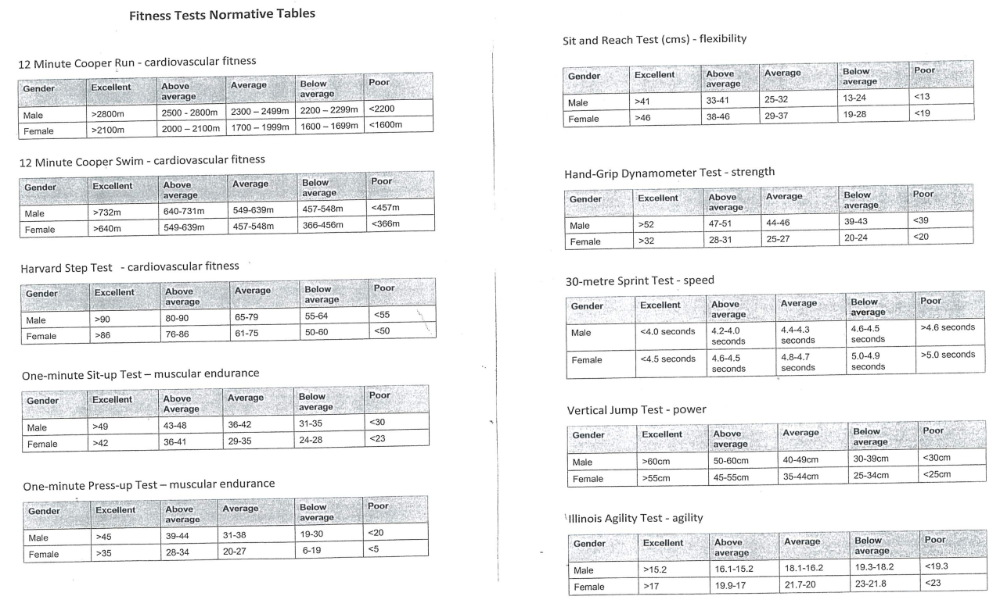 Fitness Tests Normative Tables
12 Minute Cooper Run - cardiovascular fitness
Gender Excellent Above average Average Below average Poor
Male >2800m 2500 - 2800m 2300 – 2499m 2200 – 2299m <2200
Female >2100m 2000 – 2100m 1700 – 1999m 1600 – 1699m <1600m
12 Minute Cooper Swim - cardiovascular fitness
Gender Excellent Above average Average Below average Poor
Male >732m 640-731m 549-639m 457-548m <457m
Female >640m 549-639m 457-548m 366-456m <366m
Harvard Step Test - cardiovascular fitness
Gender Excellent Above average Average Below average Poor
Male >90 80-90 65-79 55-64 <55
Female >86 76-86 61-75 50-60 <50
One-minute Sit-up Test – muscular endurance
Gender Excellent Above Average Average Below average Poor
Male >49 43-48 36-42 31-35 <30
Female >42 36-41 29-35 24-28 <23
One-minute Press-up Test – muscular endurance
Gender Excellent Above average Average Below average Poor
Male >45 39-44 31-38 19-30 <20
Female >35 28-34 20-27 6-19 <5
Sit and Reach Test (cms) - flexibility
Gender Excellent Above average Average Below average Poor
Male >41 33-41 25-32 13-24 <13
Female >46 38-46 29-37 19-28 <19
Hand-Grip Dynamometer Test - strength
Gender Excellent Above average Average Below average Poor
Male >52 47-51 44-46 39-43 <39
Female >32 28-31 25-27 20-24 <20
30-metre Sprint Test - speed
Gender Excellent Above average Average Below average Poor
Male <4.0 seconds 4.2-4.0 seconds 4.4-4.3 seconds 4.6-4.5 seconds >4.6 seconds
Female <4.5 seconds 4.6-4.5 seconds 4.8-4.7 seconds 5.0-4.9 seconds >5.0 seconds
Vertical Jump Test - power
Gender Excellent Above average Average Below average Poor
Male >60cm 50-60cm 40-49cm 30-39cm <30cm
Female >55cm 45-55cm 35-44cm 25-34cm <25cm
Illinois Agility Test - agility
Gender Excellent Above average Average Below average Poor
Male >15.2 16.1-15.2 18.1-16.2 19.3-18.2 <19.3
Female >17 19.9-17 21.7-20 23-21.8 <23